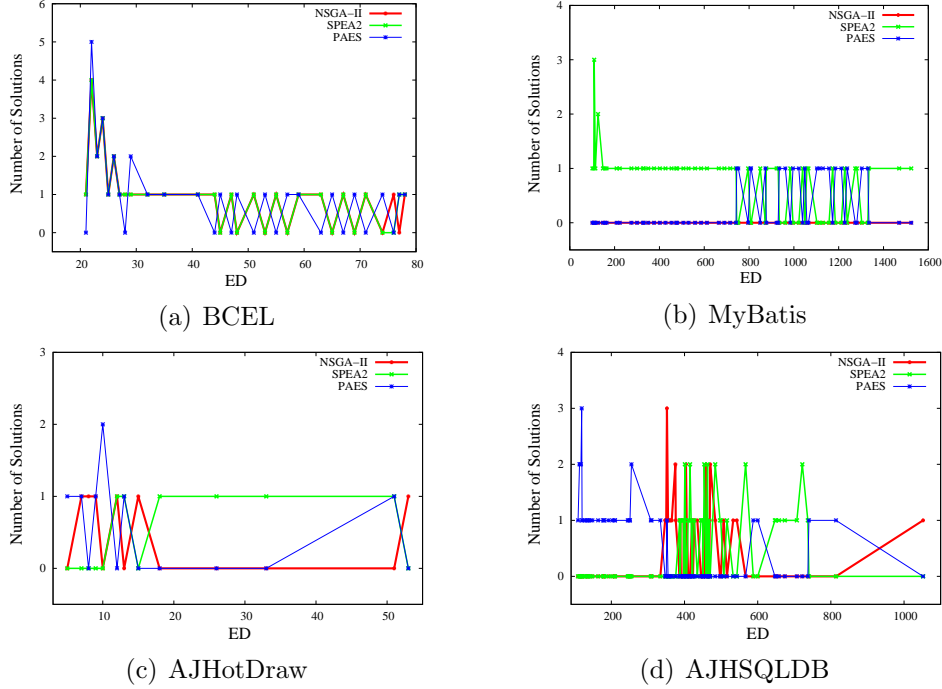 6
5
4
3
2
1
0
Number of Solutions
NSGA-II
SPEA2
PAES
20 30 40 50 60 70 80
ED
(a) BCEL
4
3
2
1
0
Number of Solutions
NSGA-II
SPEA2
PAES
0 200 400 600 800 1000 1200 1400 1600
ED
(b) MyBatis
3
2
1
0
Number of Solutions
NSGA-II
SPEA2
PAES
10 20 30 40 50
ED
(c) AJHotDraw
4
3
2
1
0
Number of Solutions
NSGA-II
SPEA2
PAES
200 400 600 800 1000
ED
(d) AJHSQLDB